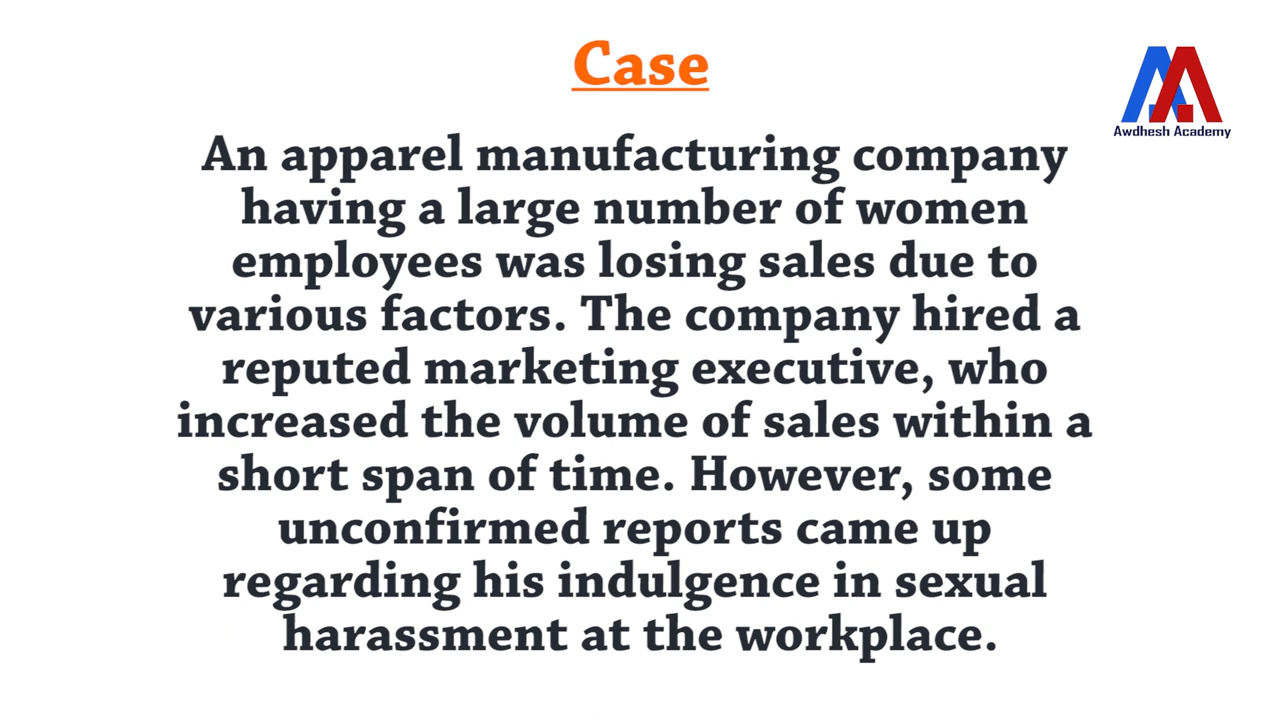 Case
Awdhesh Academy
An apparel manufacturing company
having a large number of women
employees was losing sales due to
various factors. The company hired a
reputed marketing executive, who
increased the volume of sales within a
short span of time. However, some
unconfirmed reports came up
regarding his indulgence in sexual
harassment at the workplace.